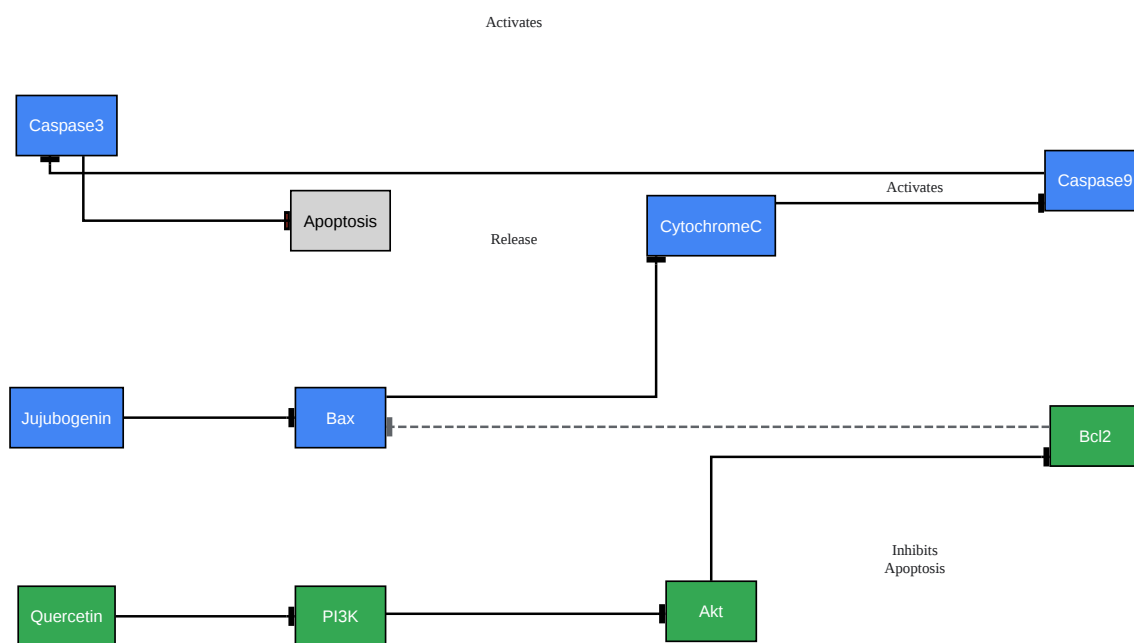 Activates
Caspase3
Caspase9
Activates
Apoptosis
CytochromeC
Release
Jujubogenin
Bax
Bcl2
Inhibits
Apoptosis
Quercetin
PI3K
Akt